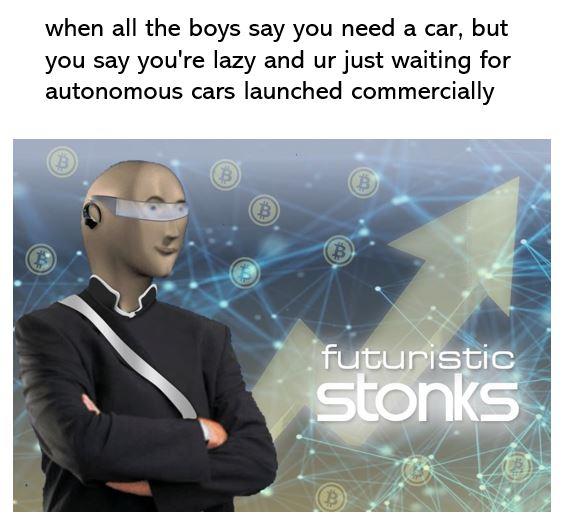 when all the boys say you need a car, but
you say you're lazy and ur just waiting for
autonomous cars launched commercially
futuristic
stonks